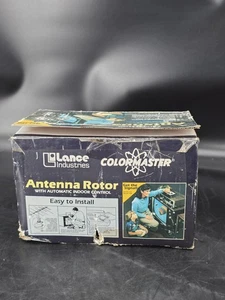 Lance
Industries
COLORMASTER
Antenna Rotor
WITH AUTOMATIC INDOOR CONTROL
Easy to Install